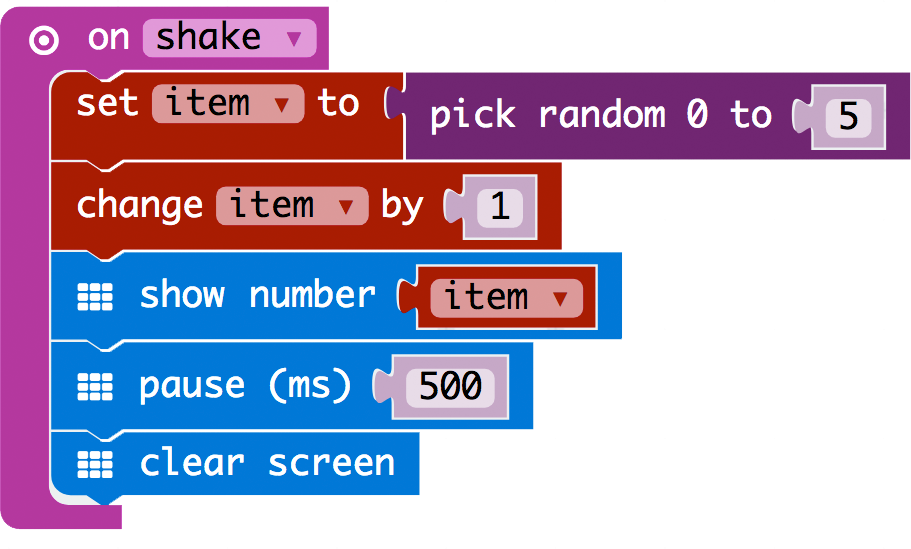 on shake
set item to pick random 0 to 5
change item by 1
show number item
pause (ms) 500
clear screen